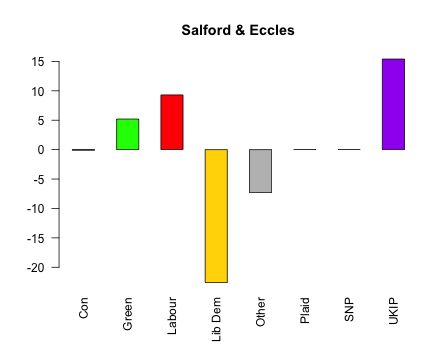 Salford & Eccles
15
10
5
0
-5
-10
-15
-20
Con
Green
Labour
Lib Dem
Other
Plaid
SNP
UKIP